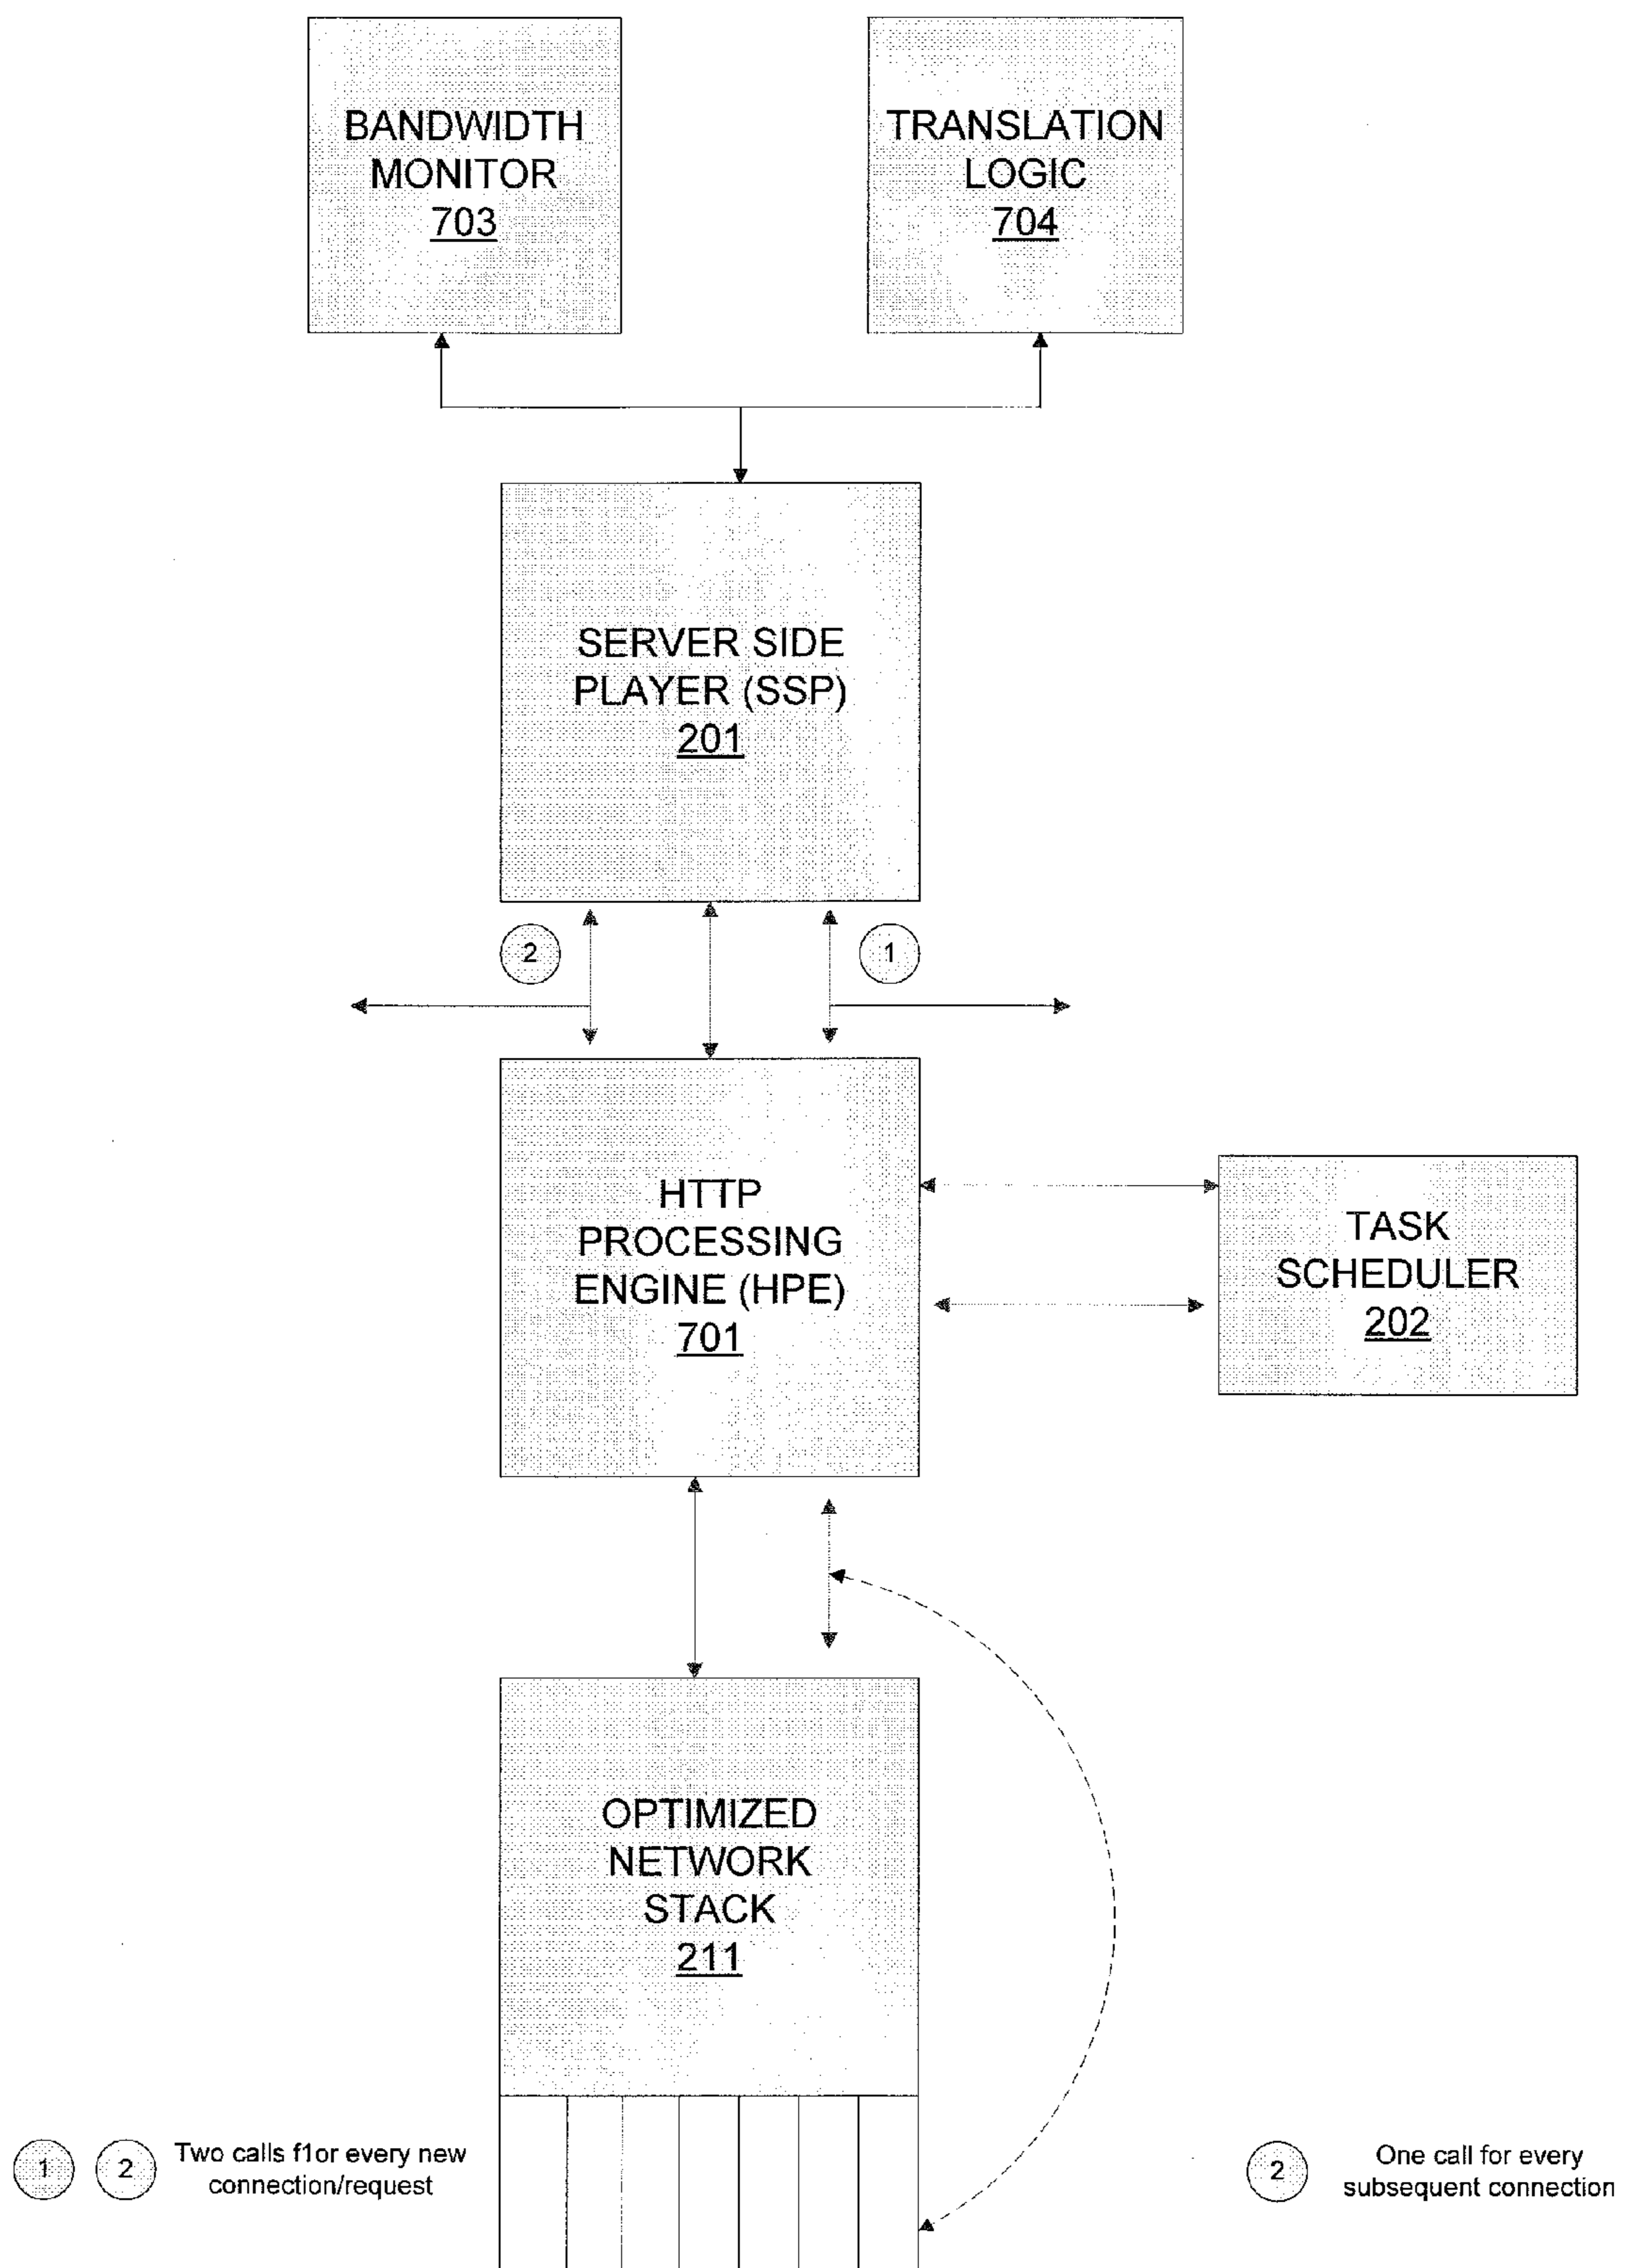 BANDWIDTH
MONITOR
703
TRANSLATION
LOGIC
704
SERVER SIDE
PLAYER (SSP)
201
2
1
HTTP
PROCESSING
ENGINE (HPE)
701
TASK
SCHEDULER
202
OPTIMIZED
NETWORK
STACK
211
1 2 Two calls f1or every new
connection/request
2 One call for every
subsequent connection